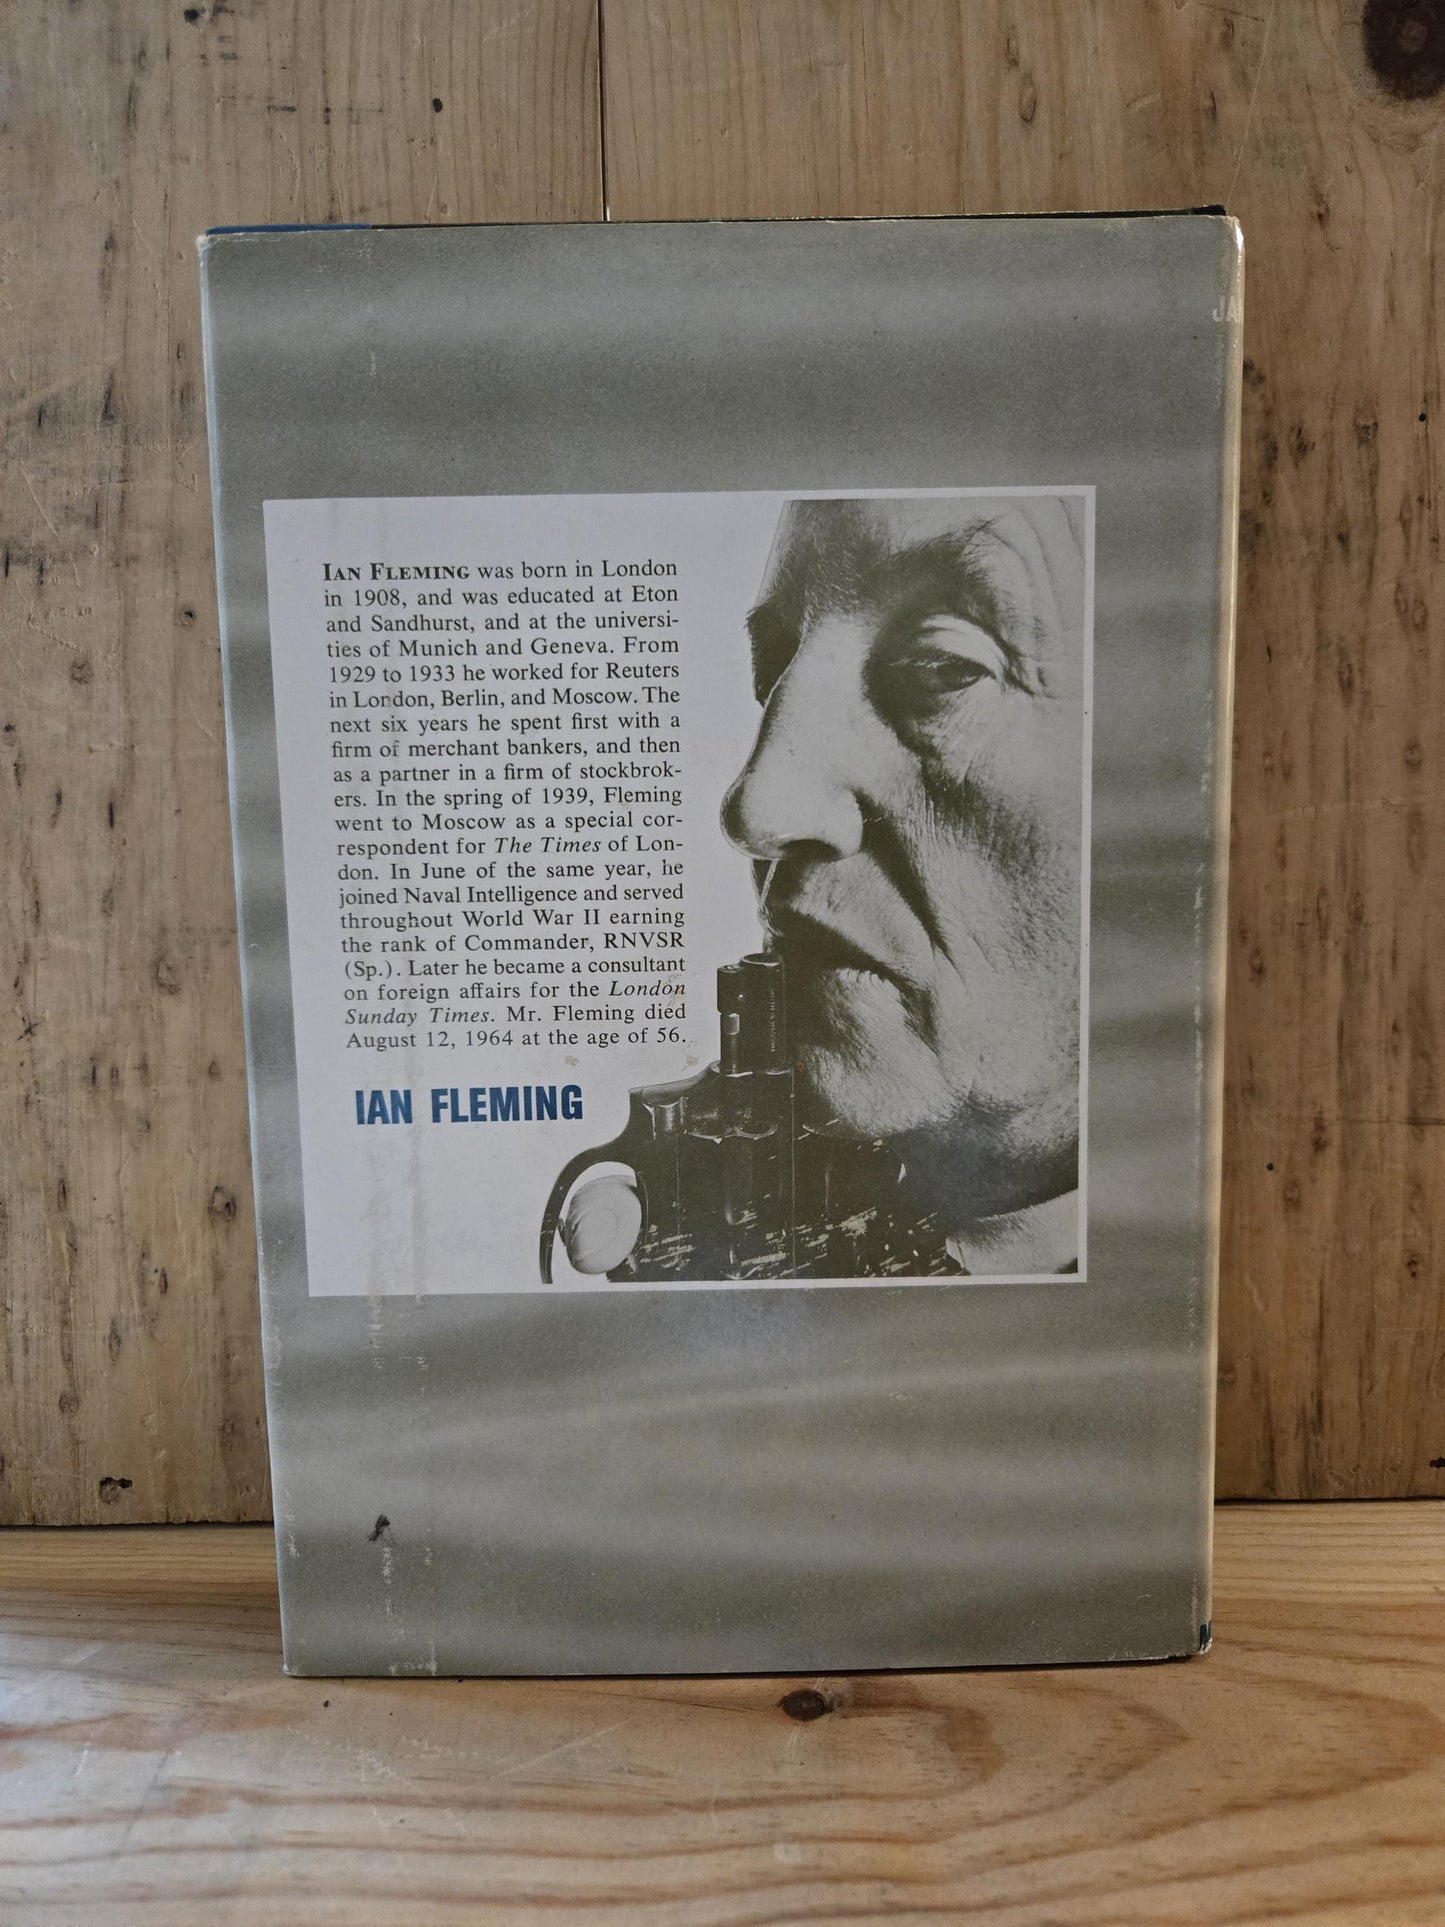 JA
IAN FLEMING was born in London
in 1908, and was educated at Eton
and Sandhurst, and at the universi-
ties of Munich and Geneva. From
1929 to 1933 he worked for Reuters
in London, Berlin, and Moscow. The
next six years he spent first with a
firm of merchant bankers, and then
as a partner in a firm of stockbrok-
ers. In the spring of 1939, Fleming
went to Moscow as a special cor-
respondent for The Times of Lon-
don. In June of the same year, he
joined Naval Intelligence and served
throughout World War II earning
the rank of Commander, RNVSR
(Sp.). Later he became a consultant
on foreign affairs for the London
Sunday Times. Mr. Fleming died
August 12, 1964 at the age of 56.
IAN FLEMING